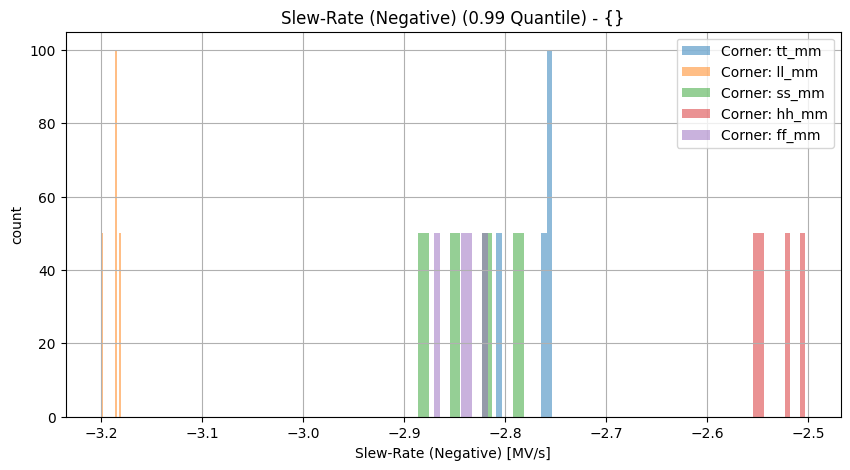 Slew-Rate (Negative) (0.99 Quantile) - {}
100
80
60
40
20
0
count
Corner: tt_mm
Corner: ll_mm
Corner: ss_mm
Corner: hh_mm
Corner: ff_mm
−3.2 −3.1 −3.0 −2.9 −2.8 −2.7 −2.6 −2.5
Slew-Rate (Negative) [MV/s]